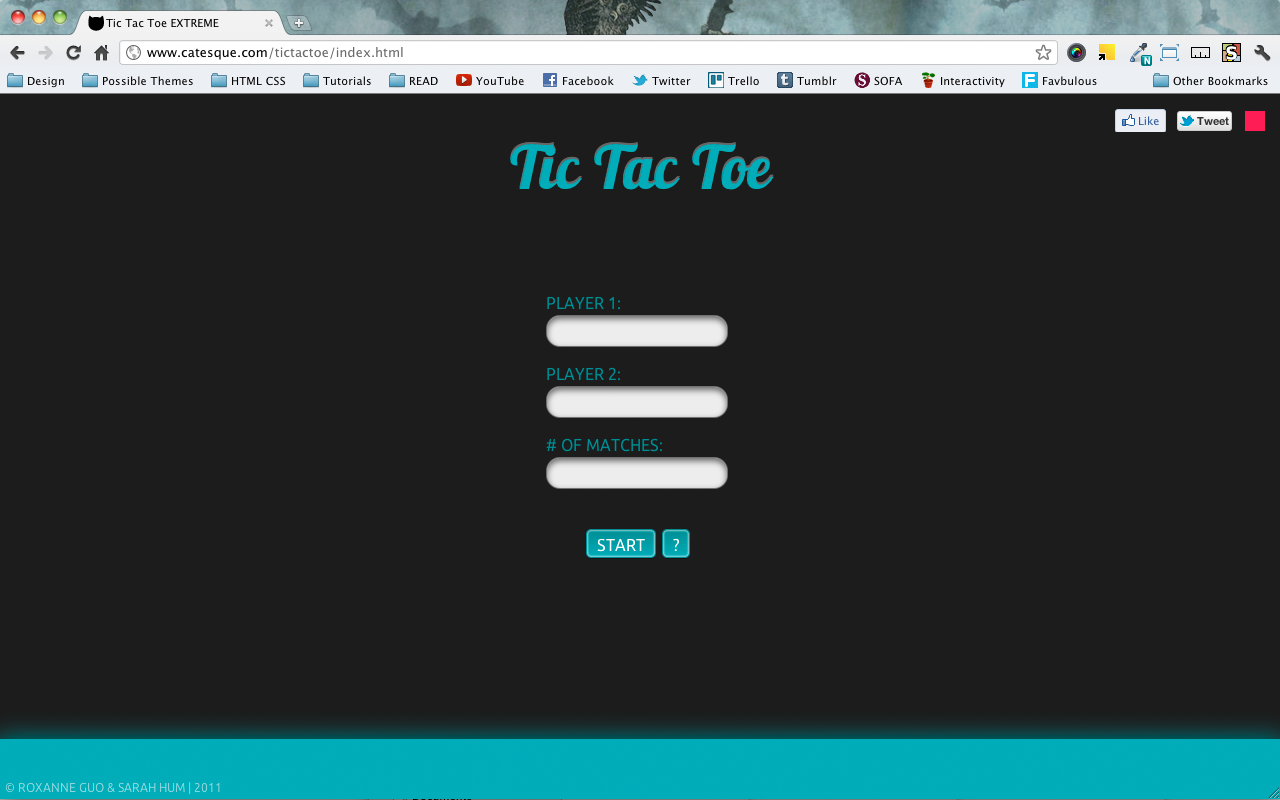 Tic Tac Toe EXTREME
www.catesque.com/tictactoe/index.html
Design Possible Themes HTML CSS Tutorials READ YouTube Facebook Twitter Trello Tumblr SOFA Interactivity Favbulous Other Bookmarks
Like Tweet
Tic Tac Toe
PLAYER 1:
PLAYER 2:
# OF MATCHES:
START ?
© ROXANNE GUO & SARAH HUM | 2011